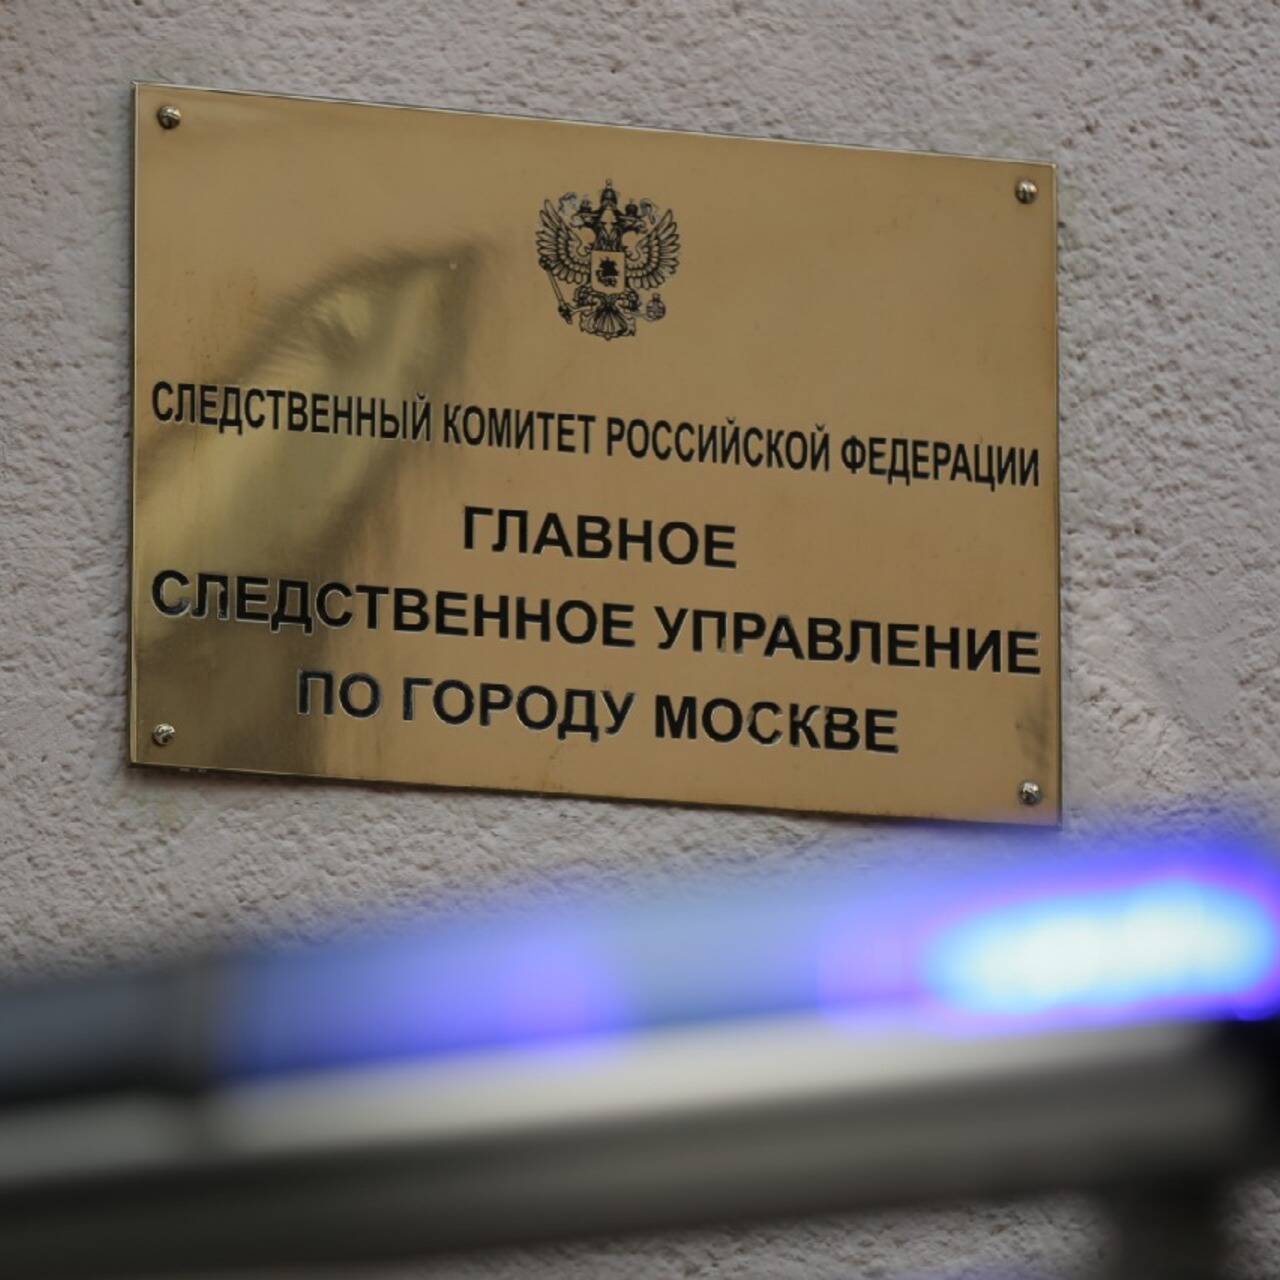 СЛЕДСТВЕННЫЙ КОМИТЕТ РОССИЙСКОЙ ФЕДЕРАЦИИ
ГЛАВНОЕ
СЛЕДСТВЕННОЕ УПРАВЛЕНИЕ
ПО ГОРОДУ МОСКВЕ